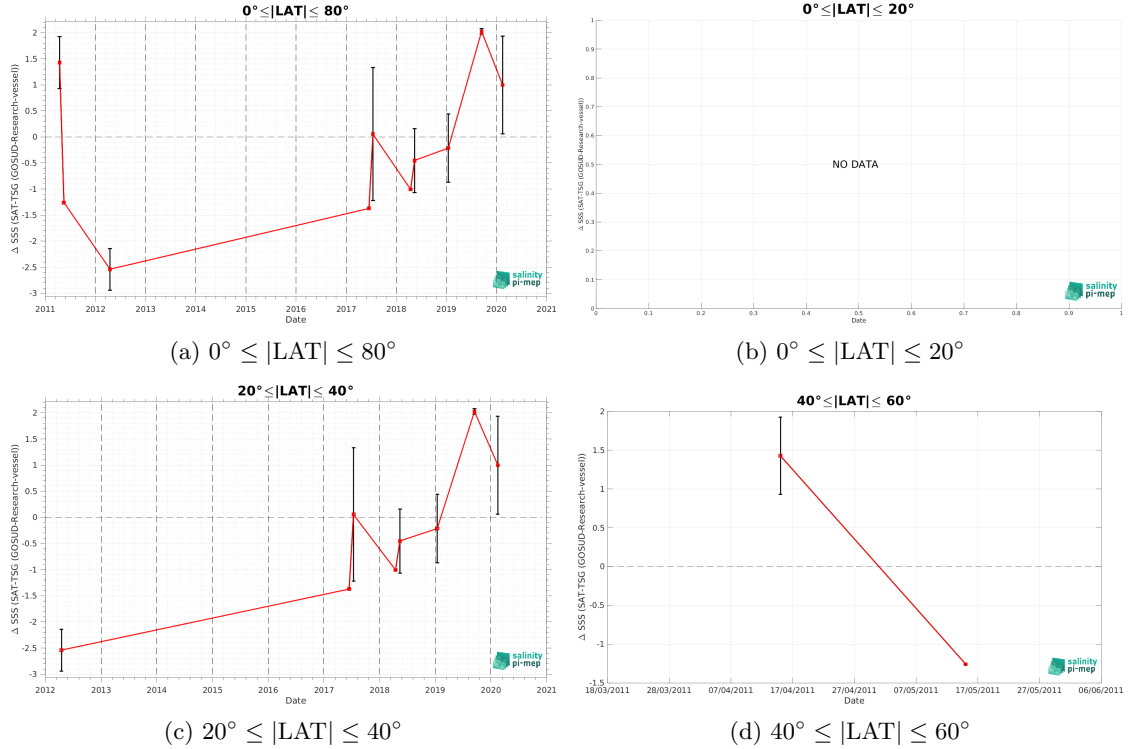 0°≤|LAT|≤ 80°
Δ SSS (SAT-TSG (GOSUD-Research-vessel))
2
1.5
1
0.5
0
-0.5
-1
-1.5
-2
-2.5
-3
2011 2012 2013 2014 2015 2016 2017 2018 2019 2020 2021
Date
salinity
pi-mep
(a) 0° ≤ |LAT| ≤ 80°
0°≤|LAT|≤ 20°
Δ SSS (SAT-TSG (GOSUD-Research-vessel))
1
0.9
0.8
0.7
0.6
0.5
0.4
0.3
0.2
0.1
0
NO DATA
0 0.1 0.2 0.3 0.4 0.5 0.6 0.7 0.8 0.9 1
Date
salinity
pi-mep
(b) 0° ≤ |LAT| ≤ 20°
20°≤|LAT|≤ 40°
Δ SSS (SAT-TSG (GOSUD-Research-vessel))
2
1.5
1
0.5
0
-0.5
-1
-1.5
-2
-2.5
-3
2012 2013 2014 2015 2016 2017 2018 2019 2020 2021
Date
salinity
pi-mep
(c) 20° ≤ |LAT| ≤ 40°
40°≤|LAT|≤ 60°
Δ SSS (SAT-TSG (GOSUD-Research-vessel))
2
1.5
1
0.5
0
-0.5
-1
-1.5
18/03/2011 28/03/2011 07/04/2011 17/04/2011 27/04/2011 07/05/2011 17/05/2011 27/05/2011 06/06/2011
Date
salinity
pi-mep
(d) 40° ≤ |LAT| ≤ 60°